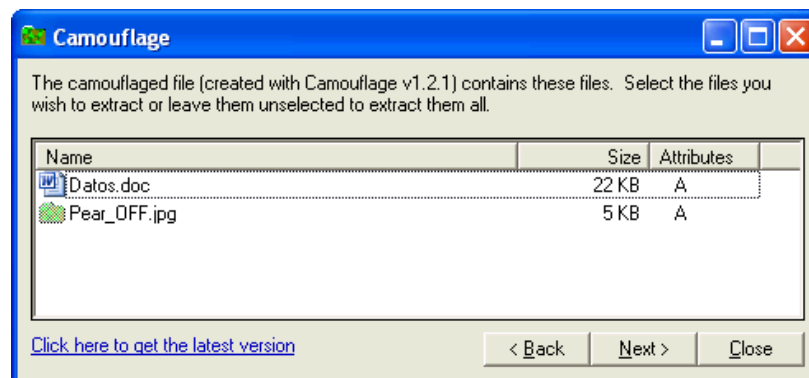 Camouflage
The camouflaged file (created with Camouflage v1.2.1) contains these files. Select the files you
wish to extract or leave them unselected to extract them all.
Name Size Attributes
Datos.doc 22 KB A
Pear_OFF.jpg 5 KB A
Click here to get the latest version < Back Next > Close